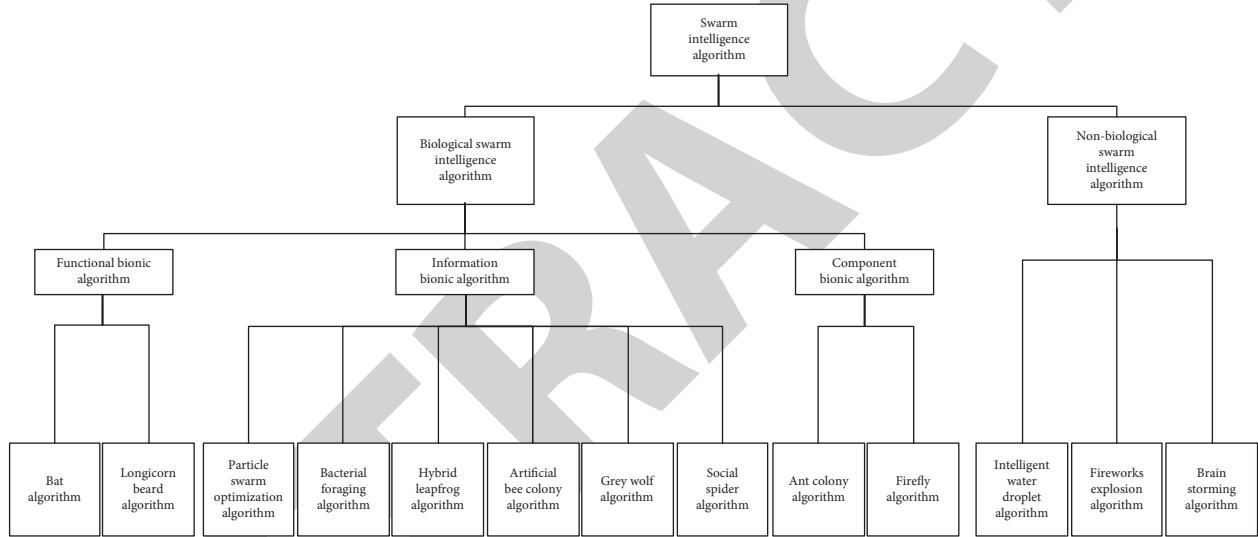 Swarm
intelligence
algorithm
Biological swarm
intelligence
algorithm
Non-biological
swarm
intelligence
algorithm
Functional bionic
algorithm
Information
bionic algorithm
Component
bionic algorithm
Bat
algorithm
Longicorn
beard
algorithm
Particle
swarm
optimization
algorithm
Bacterial
foraging
algorithm
Hybrid
leapfrog
algorithm
Artificial
bee colony
algorithm
Grey wolf
algorithm
Social
spider
algorithm
Ant colony
algorithm
Firefly
algorithm
Intelligent
water
droplet
algorithm
Fireworks
explosion
algorithm
Brain
storming
algorithm
TRAC